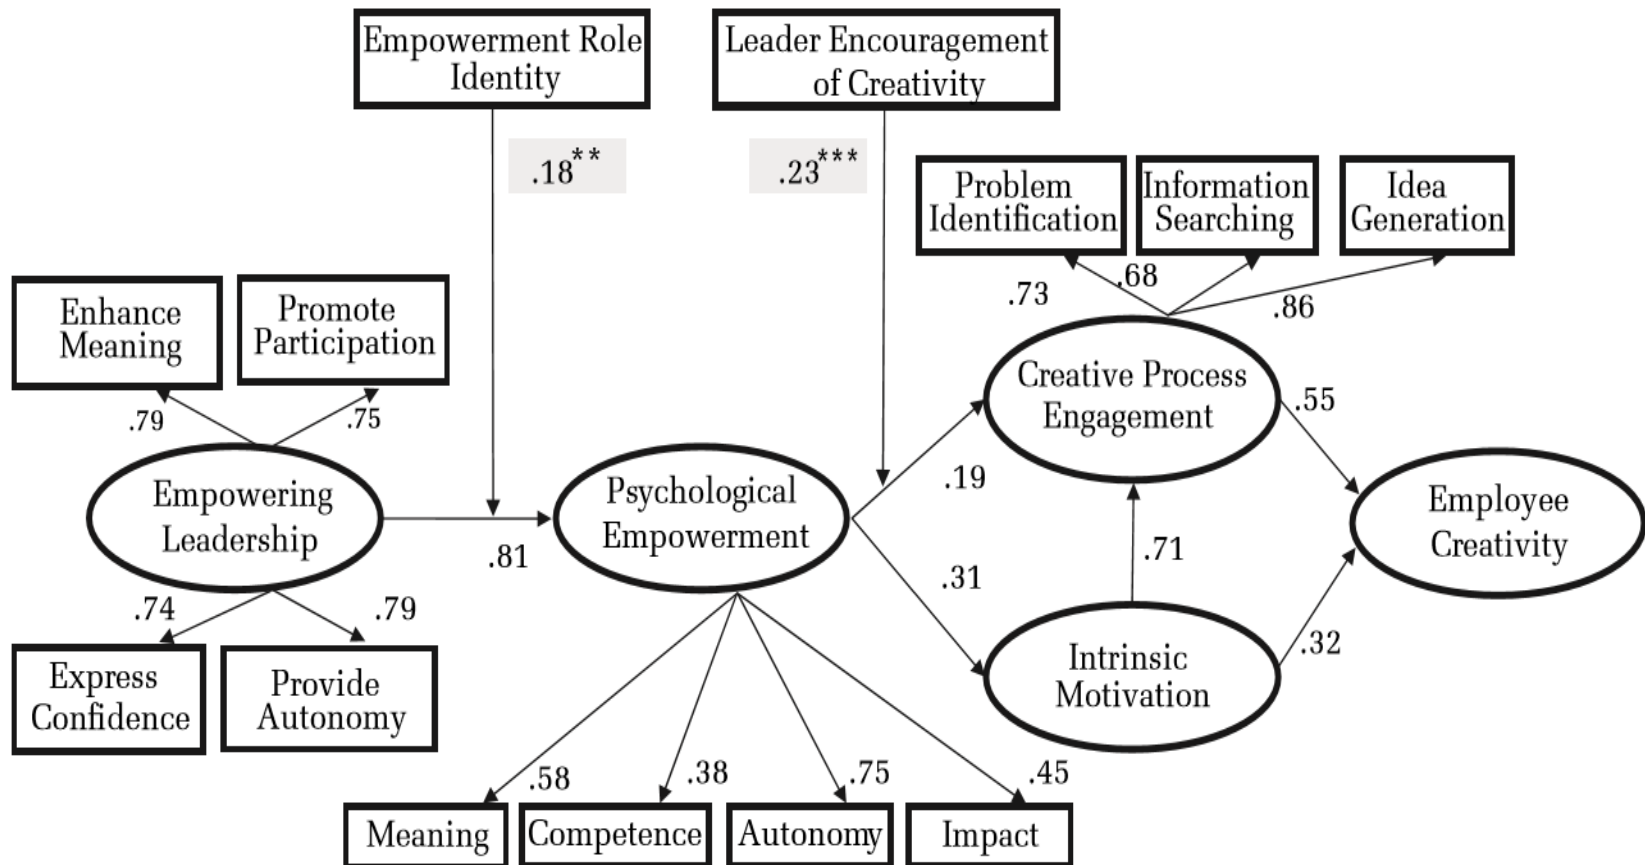 Empowerment Role
Identity
Leader Encouragement
of Creativity
.18**
.23***
Problem
Identification
Information
Searching
Idea
Generation
.73
.68
.86
Enhance
Meaning
Promote
Participation
.79
.75
Empowering
Leadership
.81
Psychological
Empowerment
Creative Process
Engagement
.55
.19
.31
.71
Employee
Creativity
Intrinsic
Motivation
.32
.74
.79
Express
Confidence
Provide
Autonomy
.58
.38
.75
.45
Meaning
Competence
Autonomy
Impact